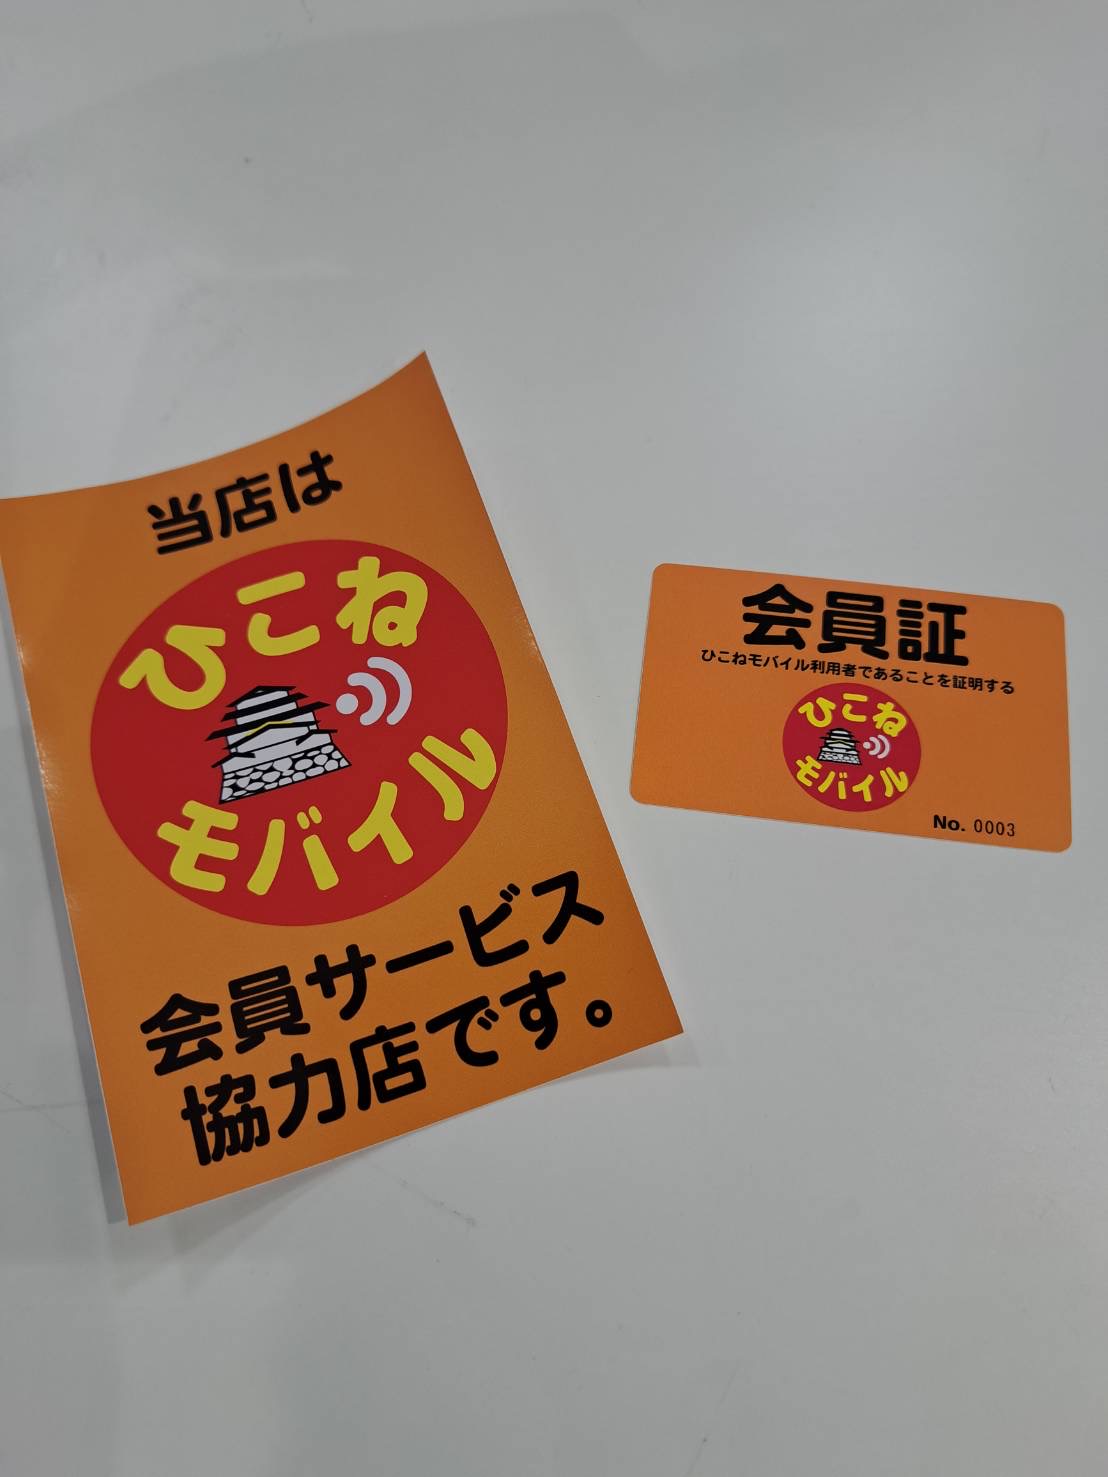 当店は
ひこね
モバイル
会員サービス
協力店です。
会員証
ひこねモバイル利用者であることを証明する
ひこね
モバイル
No. 0003